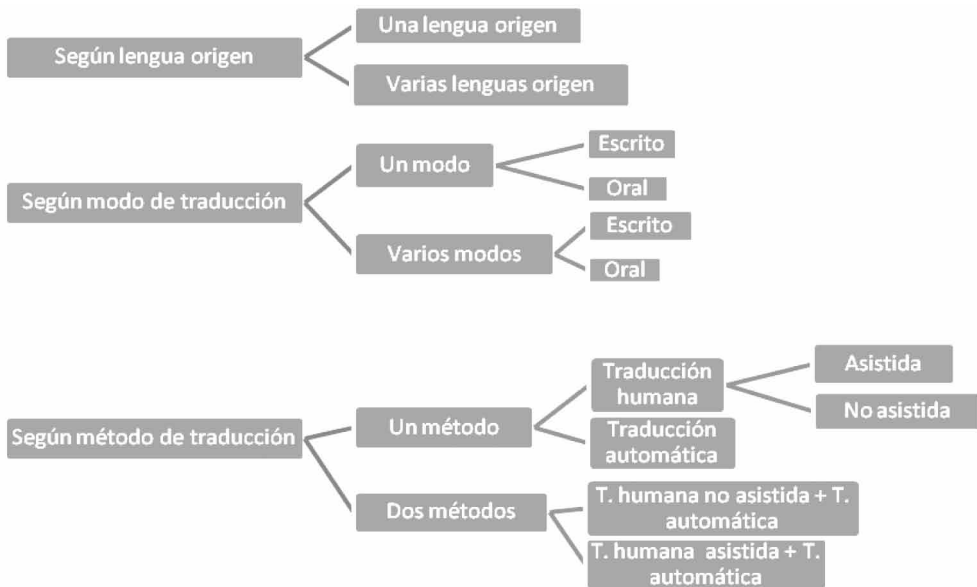 Según lengua origen
Una lengua origen
Varias lenguas origen
Según modo de traducción
Un modo
Escrito
Oral
Varios modos
Escrito
Oral
Según método de traducción
Un método
Traducción
humana
Asistida
No asistida
Traducción
automática
Dos métodos
T. humana no asistida + T.
automática
T. humana asistida + T.
automática